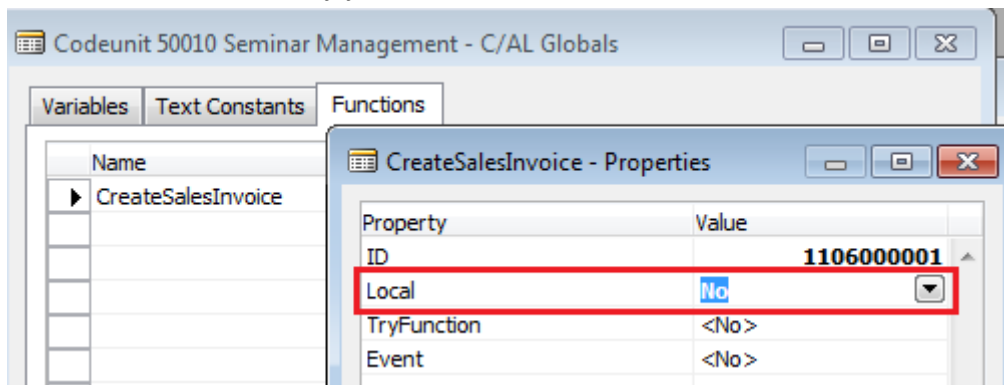 Codeunit 50010 Seminar Management - C/AL Globals
Variables Text Constants Functions
Name
CreateSalesInvoice
CreateSalesInvoice - Properties
Property Value
ID 1106000001
Local No
TryFunction <No>
Event <No>